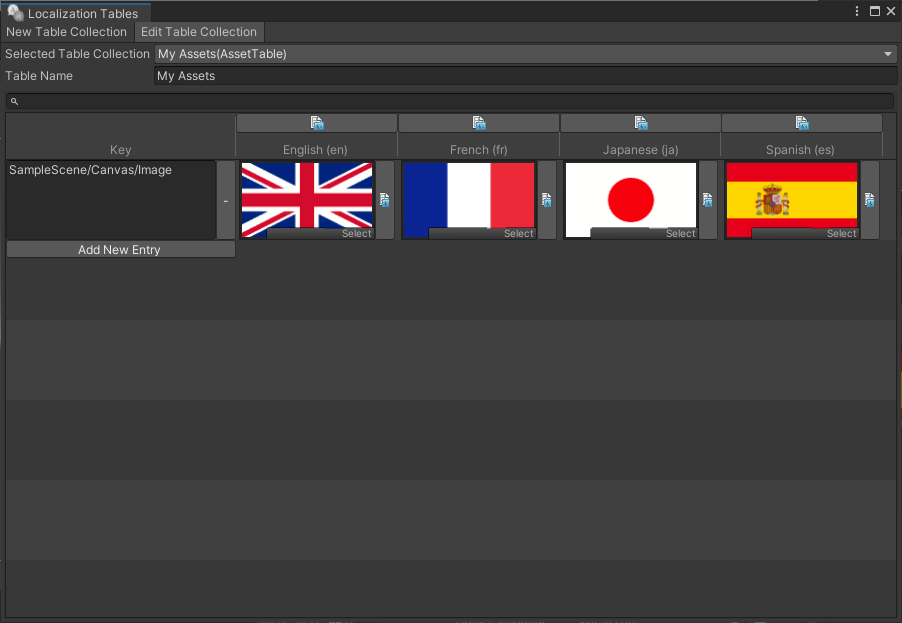 Localization Tables
New Table Collection Edit Table Collection
Selected Table Collection My Assets(AssetTable)
Table Name My Assets
Key English (en) French (fr) Japanese (ja) Spanish (es)
SampleScene/Canvas/Image -
Select Select Select Select
Add New Entry